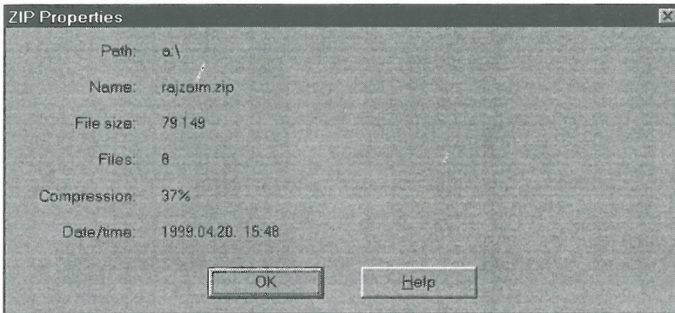 ZIP Properties
Path: a:\
Name: rajzaim.zip
File size: 79 149
Files: 8
Compression: 37%
Date/time: 1999.04.20. 15:48
OK Help